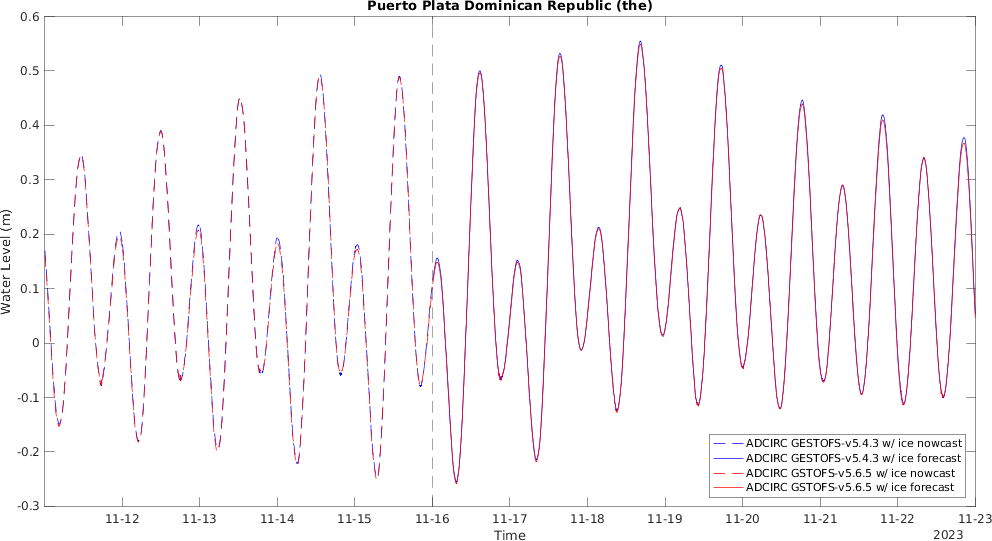 Puerto Plata Dominican Republic (the)
0.6
0.5
0.4
0.3
0.2
0.1
0
-0.1
-0.2
-0.3
Water Level (m)
ADCIRC GESTOFS-v5.4.3 w/ ice nowcast
ADCIRC GESTOFS-v5.4.3 w/ ice forecast
ADCIRC GSTOFS-v5.6.5 w/ ice nowcast
ADCIRC GSTOFS-v5.6.5 w/ ice forecast
11-12 11-13 11-14 11-15 11-16 11-17 11-18 11-19 11-20 11-21 11-22 11-23
Time
2023